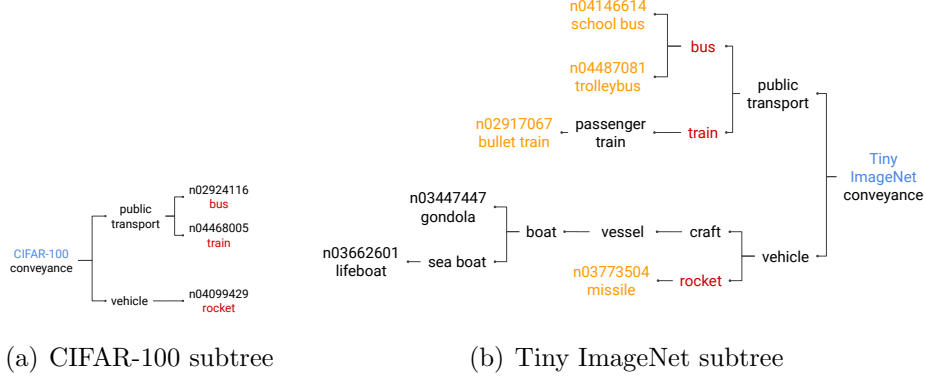 n04146614
school bus
bus
n04487081
trolleybus
public
transport
n02917067
bullet train
passenger
train
train
Tiny
ImageNet
conveyance
n02924116
bus
public
transport
n04468005
train
CIFAR-100
conveyance
vehicle
n04099429
rocket
n03447447
gondola
boat
vessel
craft
n03662601
lifeboat
sea boat
vehicle
n03773504
missile
rocket
(a) CIFAR-100 subtree
(b) Tiny ImageNet subtree